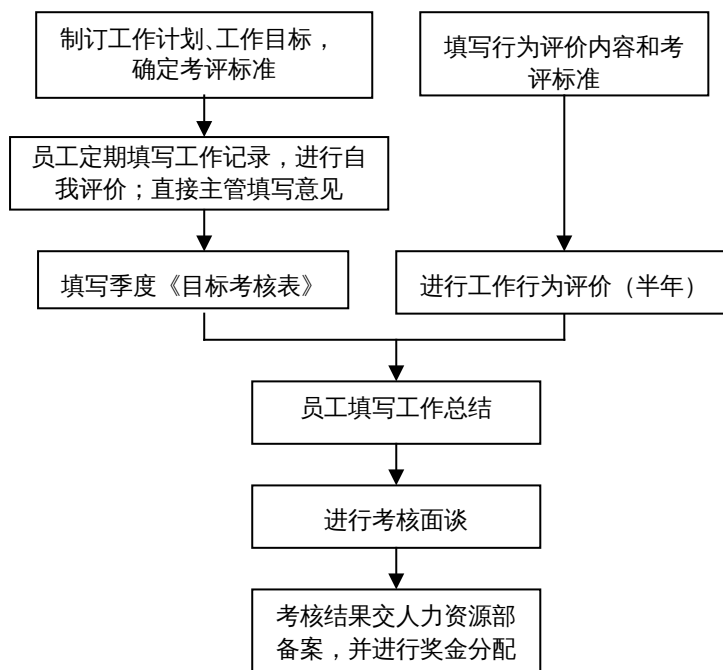 制订工作计划、工作目标，
确定考评标准
填写行为评价内容和考
评标准
员工定期填写工作记录，进行自
我评价；直接主管填写意见
填写季度《目标考核表》
进行工作行为评价（半年）
员工填写工作总结
进行考核面谈
考核结果交人力资源部
备案，并进行奖金分配